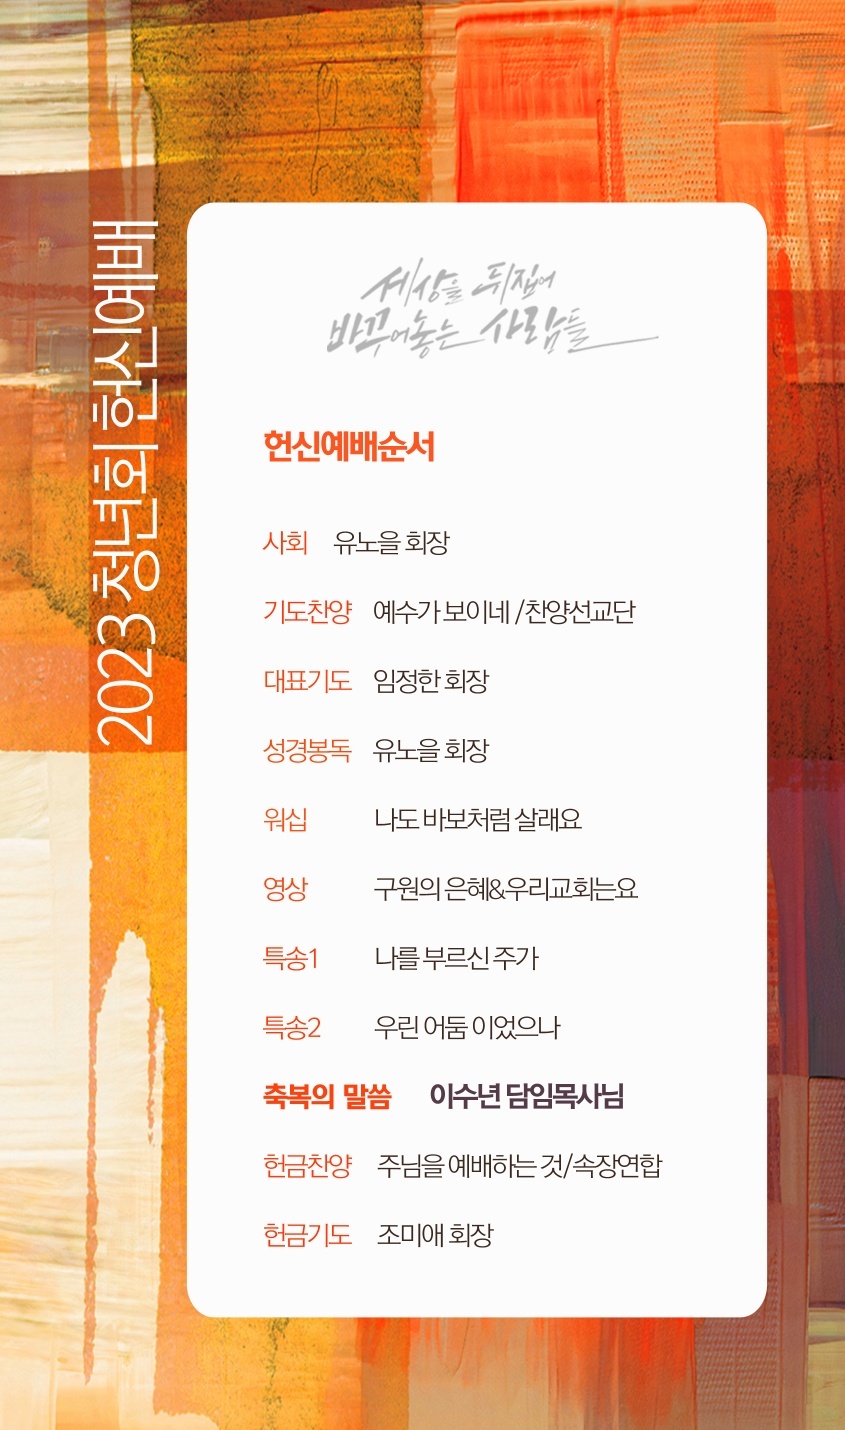 2023 청년회 헌신예배
세상을 뒤집어
바꾸어놓는 사람들
헌신예배순서
사회 유노을 회장
기도찬양 예수가 보이네 /찬양선교단
대표기도 임정한 회장
성경봉독 유노을 회장
워십 나도 바보처럼 살래요
영상 구원의 은혜&우리교회는요
특송1 나를 부르신 주가
특송2 우린 어둠 이었으나
축복의 말씀 이수년 담임목사님
헌금찬양 주님을 예배하는 것/속장연합
헌금기도 조미애 회장